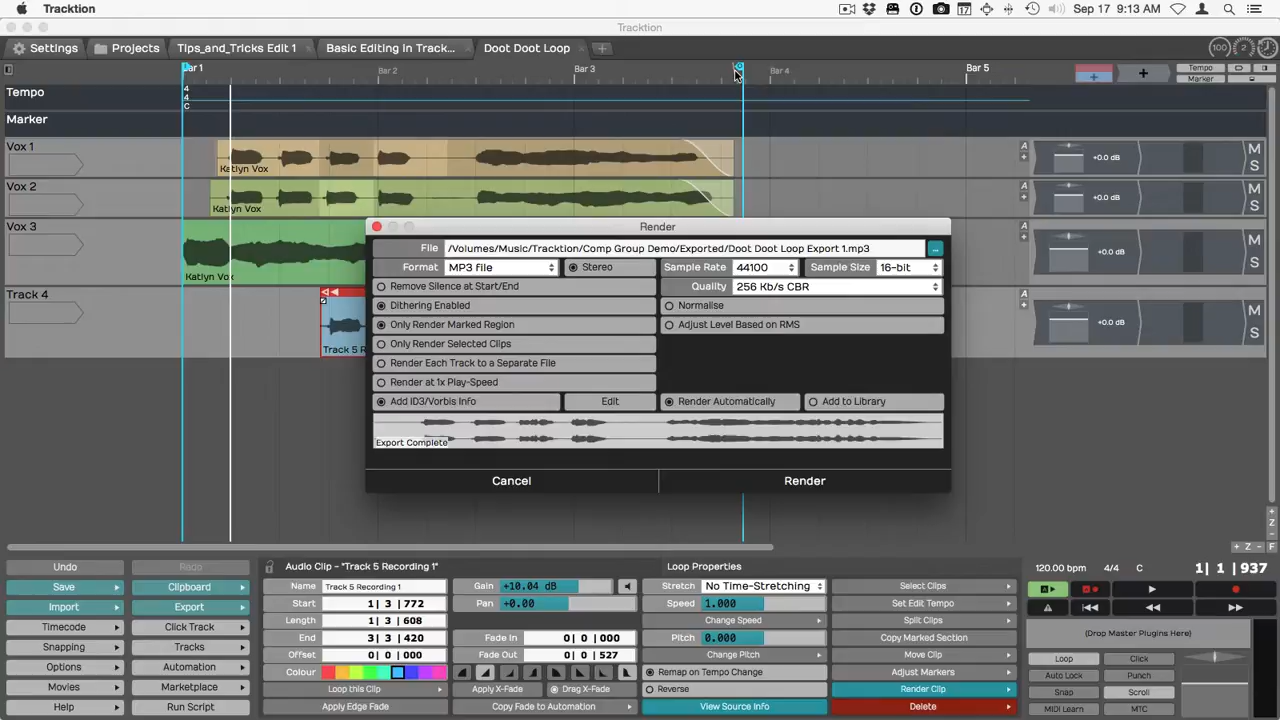 Tracktion
17
Sep 17 9:13 AM
Tracktion
Settings
Projects
Tips_and_Tricks Edit 1
Basic Editing in Track...
Doot Doot Loop
100
2
Bar 1
Bar 2
Bar 3
Bar 4
Bar 5
Tempo
Marker
Tempo
4
4
C
Marker
Vox 1
Katlyn Vox
A
+0.0 dB
M
S
Vox 2
Katlyn Vox
A
+0.0 dB
M
S
Vox 3
Katlyn Vox
A
+0.0 dB
M
S
Track 4
Track 5 R
A
+0.0 dB
M
S
Render
File /Volumes/Music/Tracktion/Comp Group Demo/Exported/Doot Doot Loop Export 1.mp3 ...
Format MP3 file Stereo Sample Rate 44100 Sample Size 16-bit
Remove Silence at Start/End Quality 256 Kb/s CBR
Dithering Enabled Normalise
Only Render Marked Region Adjust Level Based on RMS
Only Render Selected Clips
Render Each Track to a Separate File
Render at 1x Play-Speed
Add ID3/Vorbis Info Edit Render Automatically Add to Library
Export Complete
Cancel Render
+ Z - F
Undo Redo
Save Clipboard
Import Export
Timecode Click Track
Snapping Tracks
Options Automation
Movies Marketplace
Help Run Script
Audio Clip - "Track 5 Recording 1"
Name Track 5 Recording 1
Start 1| 3 |772
Length 1| 3 |608
End 3| 3 |420
Offset 0| 0 |000
Colour
Loop this Clip
Apply Edge Fade
Gain +10.04 dB
Pan +0.00
Fade In 0| 0 |000
Fade Out 0| 0 |527
Apply X-Fade Drag X-Fade
Copy Fade to Automation
Loop Properties
Stretch No Time-Stretching
Speed 1.000
Change Speed
Pitch 0.000
Change Pitch
Remap on Tempo Change
Reverse
View Source Info
Select Clips
Set Edit Tempo
Split Clips
Copy Marked Section
Move Clip
Adjust Markers
Render Clip
Delete
120.00 bpm 4/4 C 1| 1 |937
A
(Drop Master Plugins Here)
Loop Click
Auto Lock Punch
Snap Scroll
MIDI Learn MTC